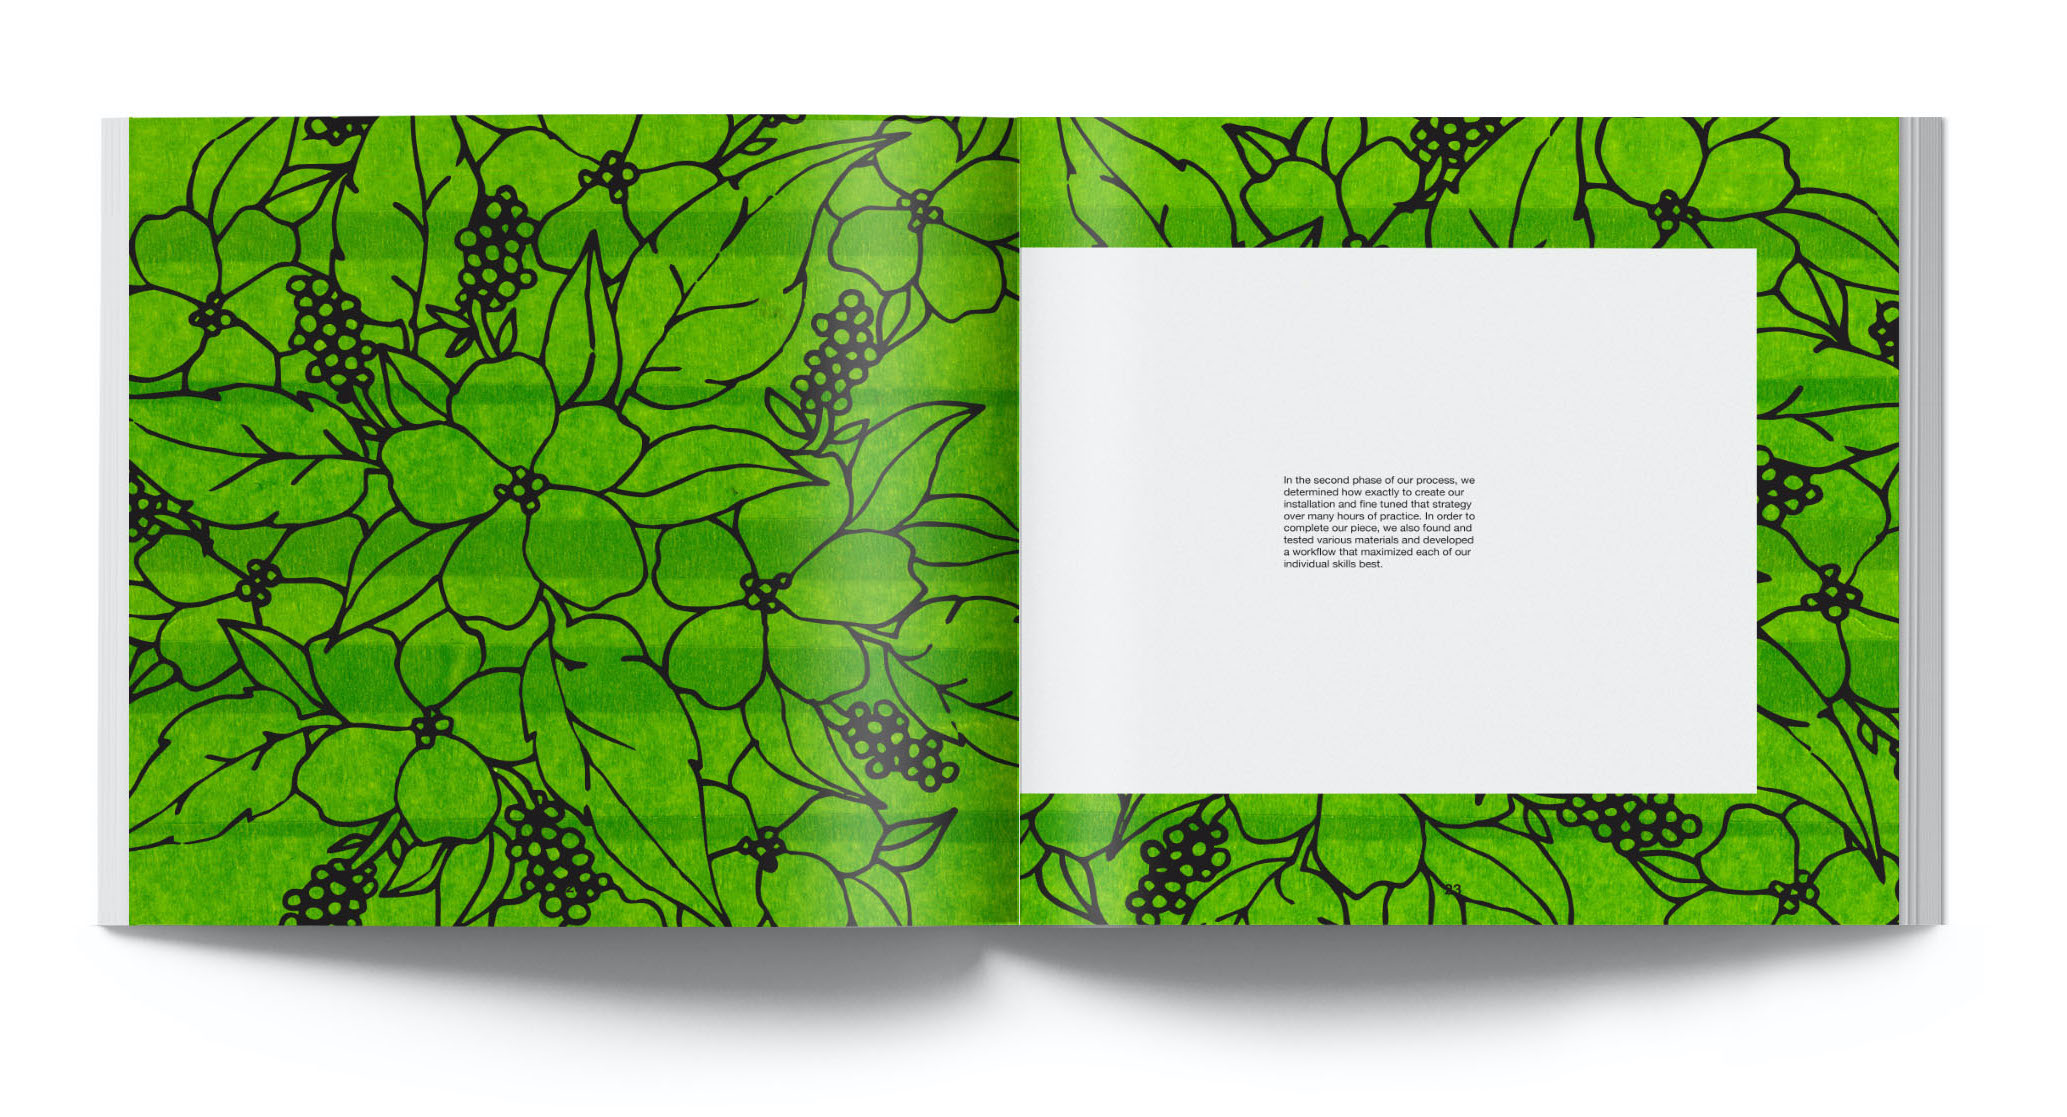 In the second phase of our process, we
determined how exactly to create our
installation and fine tuned that strategy
over many hours of practice. In order to
complete our piece, we also found and
tested various materials and developed
a workflow that maximized each of our
individual skills best.
23